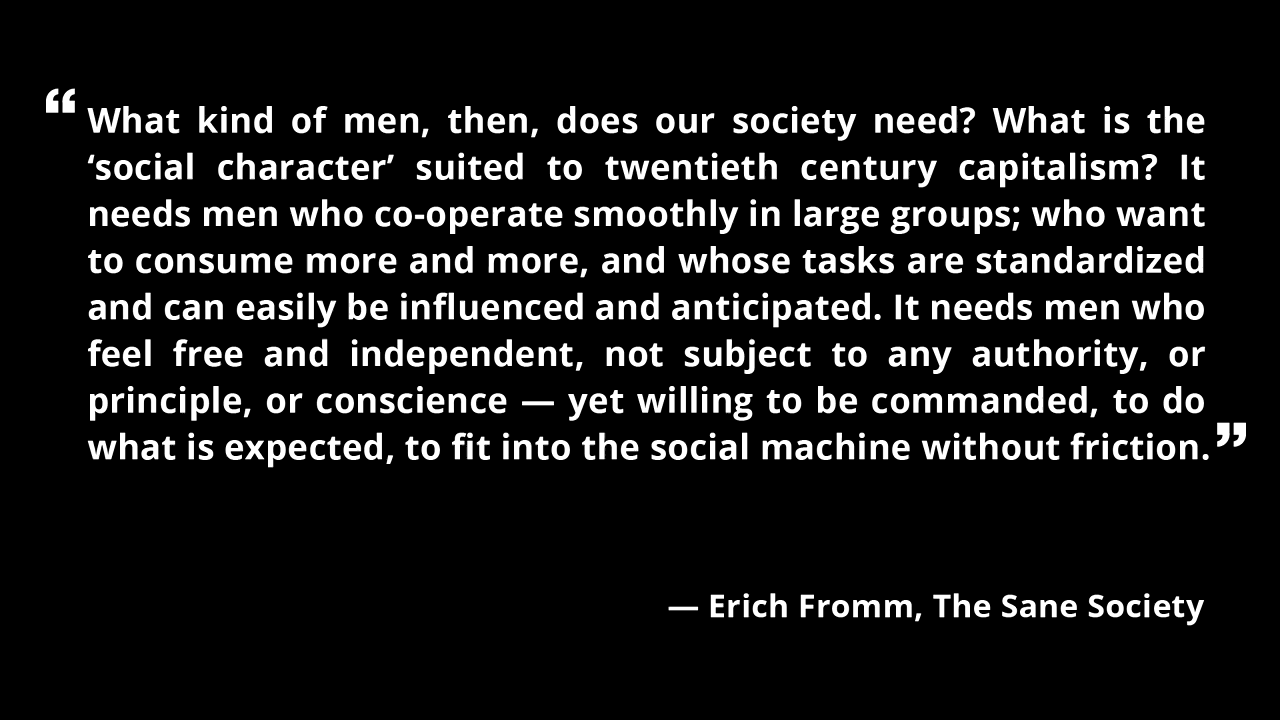 “What kind of men, then, does our society need? What is the
‘social character’ suited to twentieth century capitalism? It
needs men who co-operate smoothly in large groups; who want
to consume more and more, and whose tasks are standardized
and can easily be influenced and anticipated. It needs men who
feel free and independent, not subject to any authority, or
principle, or conscience — yet willing to be commanded, to do
what is expected, to fit into the social machine without friction.”
— Erich Fromm, The Sane Society